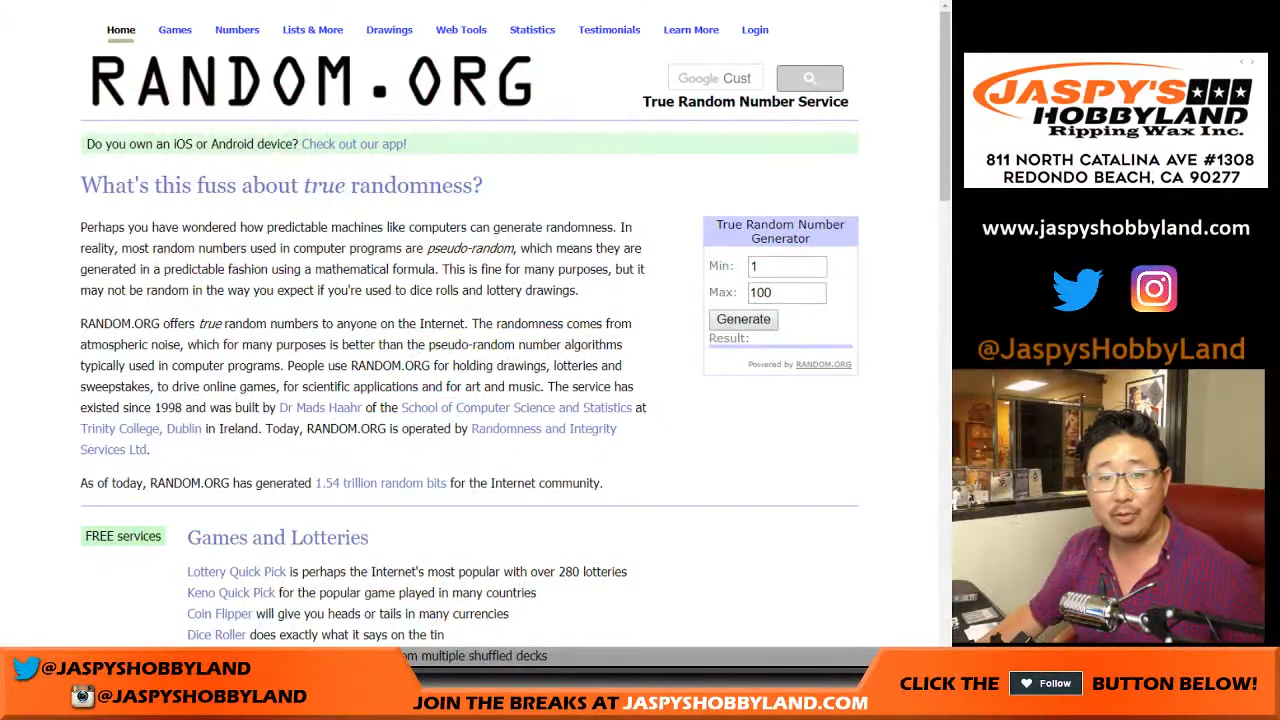 Home Games Numbers Lists & More Drawings Web Tools Statistics Testimonials Learn More Login
RANDOM.ORG
Google Cust
True Random Number Service
Do you own an iOS or Android device? Check out our app!
What's this fuss about true randomness?
Perhaps you have wondered how predictable machines like computers can generate randomness. In
reality, most random numbers used in computer programs are pseudo-random, which means they are
generated in a predictable fashion using a mathematical formula. This is fine for many purposes, but it
may not be random in the way you expect if you're used to dice rolls and lottery drawings.
RANDOM.ORG offers true random numbers to anyone on the Internet. The randomness comes from
atmospheric noise, which for many purposes is better than the pseudo-random number algorithms
typically used in computer programs. People use RANDOM.ORG for holding drawings, lotteries and
sweepstakes, to drive online games, for scientific applications and for art and music. The service has
existed since 1998 and was built by Dr Mads Haahr of the School of Computer Science and Statistics at
Trinity College, Dublin in Ireland. Today, RANDOM.ORG is operated by Randomness and Integrity
Services Ltd.
As of today, RANDOM.ORG has generated 1.54 trillion random bits for the Internet community.
True Random Number
Generator
Min: 1
Max: 100
Generate
Result:
Powered by RANDOM.ORG
FREE services
Games and Lotteries
Lottery Quick Pick is perhaps the Internet's most popular with over 280 lotteries
Keno Quick Pick for the popular game played in many countries
Coin Flipper will give you heads or tails in many currencies
Dice Roller does exactly what it says on the tin
om multiple shuffled decks
JASPY'S
HOBBYLAND
Ripping Wax Inc.
811 NORTH CATALINA AVE #1308
REDONDO BEACH, CA 90277
www.jaspyshobbyland.com
@JaspysHobbyLand
@JASPYSHOBBYLAND
@JASPYSHOBBYLAND
JOIN THE BREAKS AT JASPYSHOBBYLAND.COM
CLICK THE Follow BUTTON BELOW!